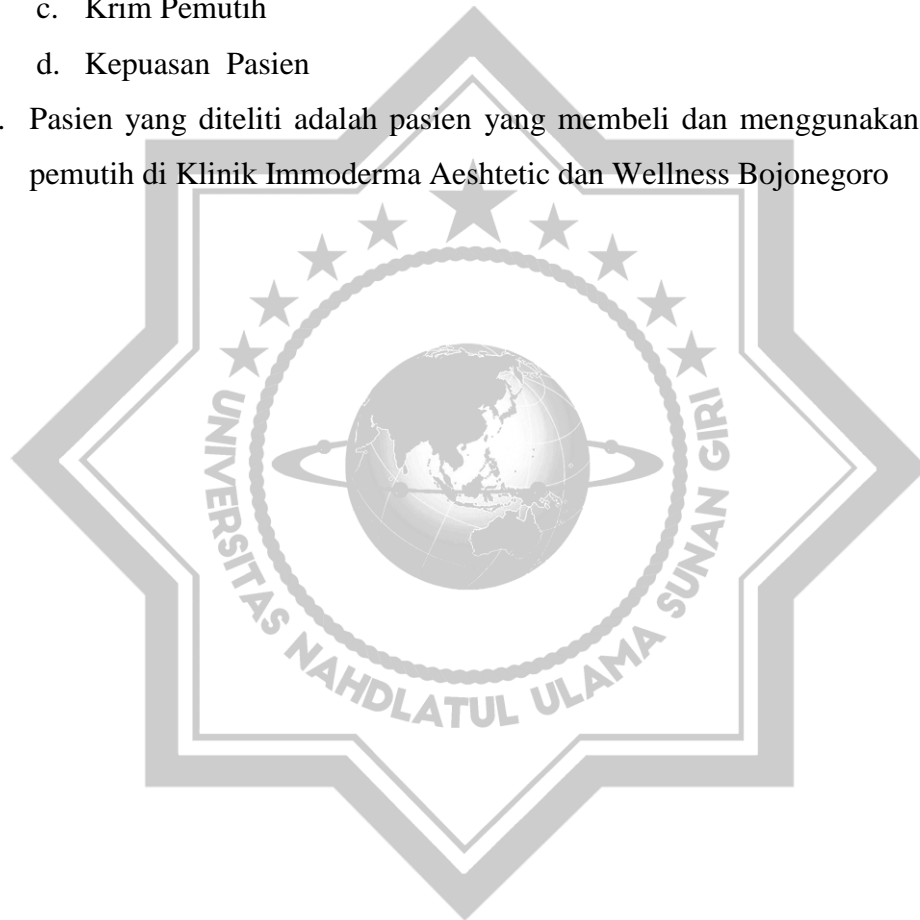 c. Krim Pemutih
d. Kepuasan Pasien
. Pasien yang diteliti adalah pasien yang membeli dan menggunakan
pemutih di Klinik Immoderma Aeshtetic dan Wellness Bojonegoro
UNIVERSITAS NAHDLATUL ULAMA SUNAN GIRI